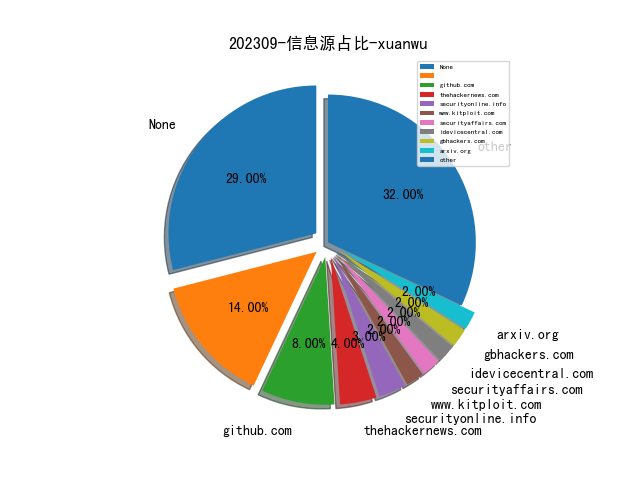 202309-信息源占比-xuanwu
None
github.com
thehackernews.com
securityonline.info
www.kitploit.com
securityaffairs.com
idevicecentral.com
gbhackers.com
arxiv.org
other
None
other
29.00%
32.00%
14.00%
8.00%
4.00%
3.00%
2.00%
2.00%
2.00%
2.00%
2.00%
arxiv.org
gbhackers.com
idevicecentral.com
securityaffairs.com
www.kitploit.com
securityonline.info
github.com
thehackernews.com